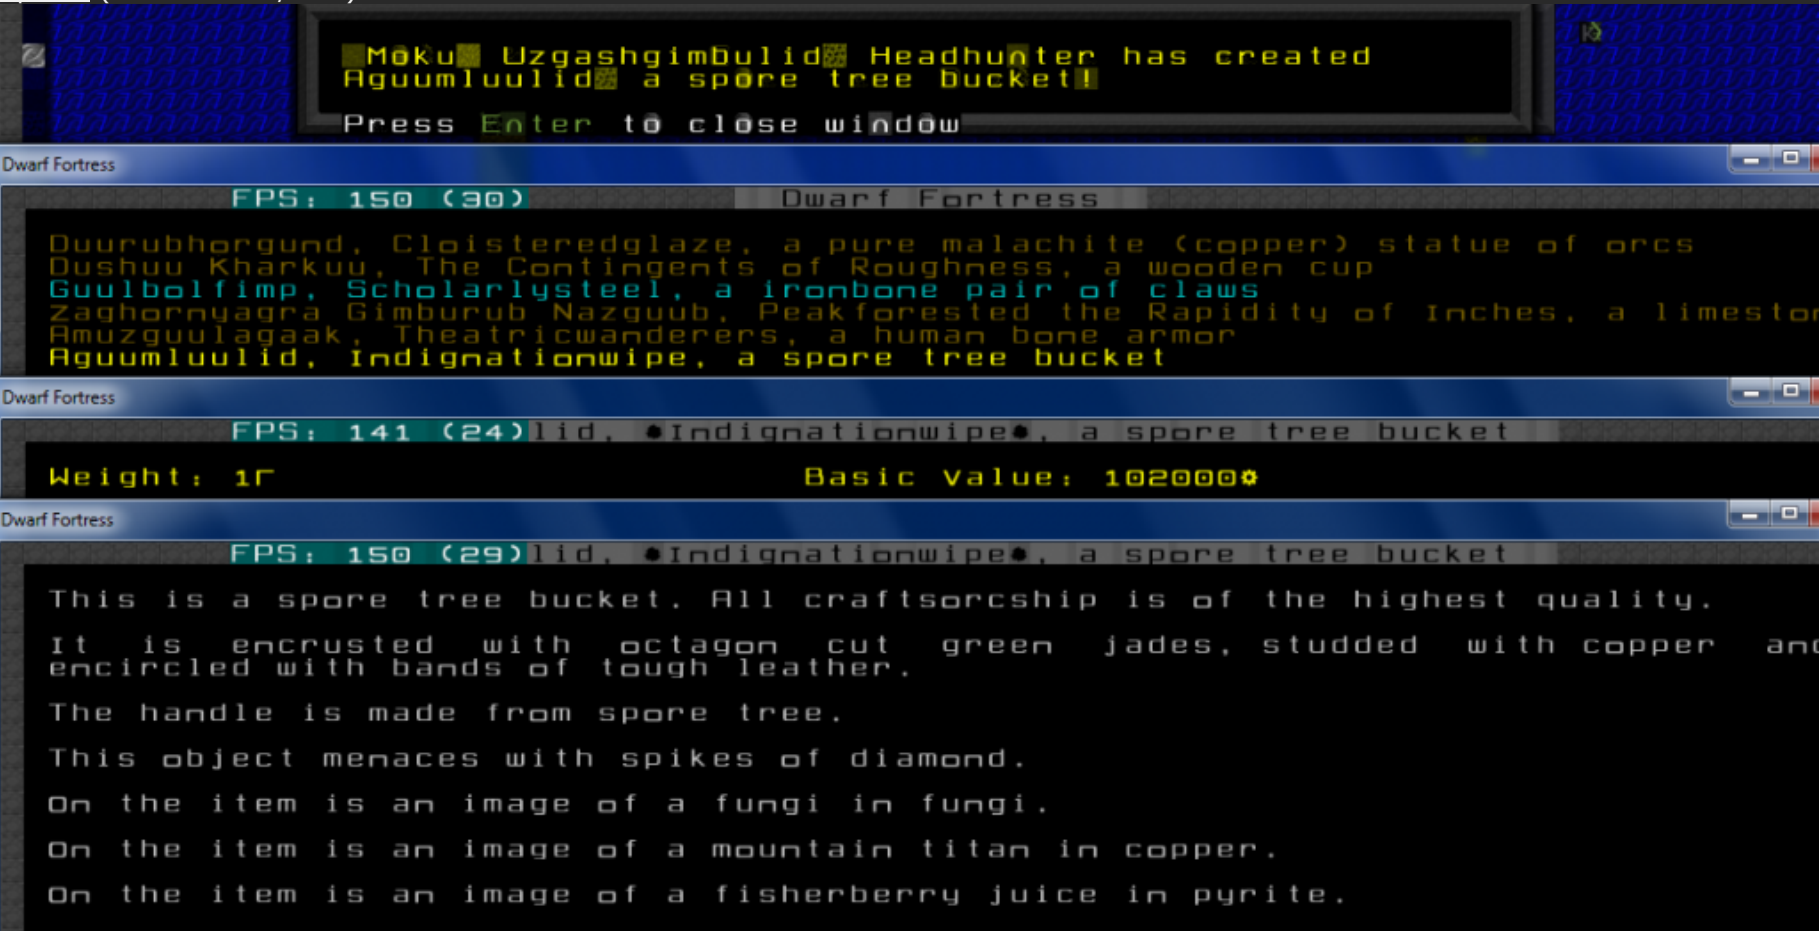 Moku Uzgashgimbulid Headhunter has created
Aguumluulid a spore tree bucket!
Press Enter to close window
Dwarf Fortress
FPS: 150 (30) Dwarf Fortress
Duurubhorgund, Cloisteredglaze, a pure malachite (copper) statue of orcs
Dushuu Kharkuu, The Contingents of Roughness, a wooden cup
Guulbolfimp, Scholarlysteel, a ironbone pair of claws
Zaghornyagra Gimburub Nazguub, Peakforested the Rapidity of Inches, a limeston
Amuzguulagaak, Theatricwanderers, a human bone armor
Aguumluulid, Indignationwipe, a spore tree bucket
Dwarf Fortress
FPS: 141 (24) lid, ♠Indignationwipe♠, a spore tree bucket
Weight: 1Γ Basic Value: 102000☼
Dwarf Fortress
FPS: 150 (29) lid, ♠Indignationwipe♠, a spore tree bucket
This is a spore tree bucket. All craftsorcship is of the highest quality.
It is encrusted with octagon cut green jades, studded with copper and
encircled with bands of tough leather.
The handle is made from spore tree.
This object menaces with spikes of diamond.
On the item is an image of a fungi in fungi.
On the item is an image of a mountain titan in copper.
On the item is an image of a fisherberry juice in pyrite.